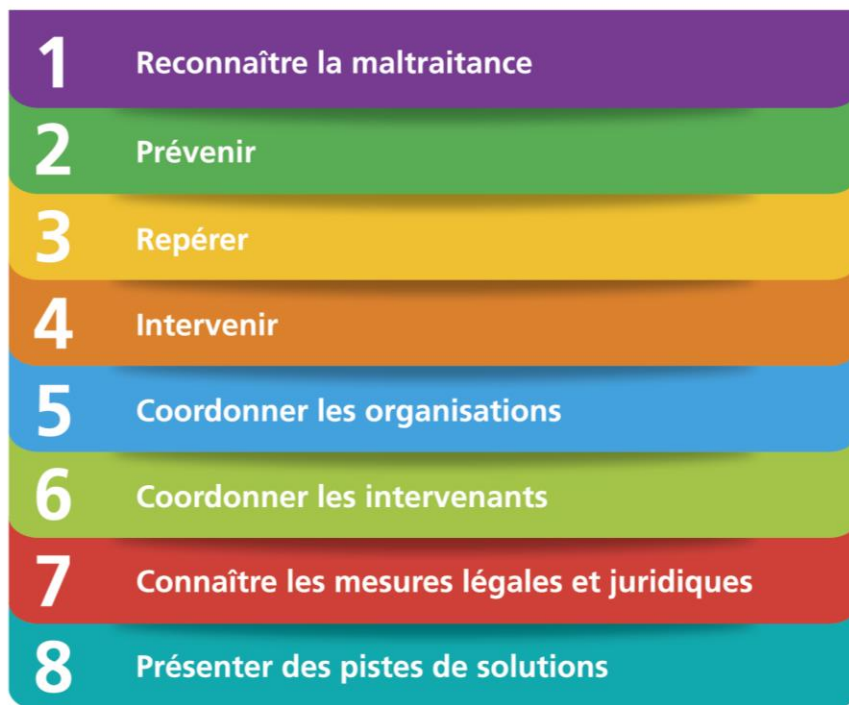 1 Reconnaître la maltraitance
2 Prévenir
3 Repérer
4 Intervenir
5 Coordonner les organisations
6 Coordonner les intervenants
7 Connaître les mesures légales et juridiques
8 Présenter des pistes de solutions